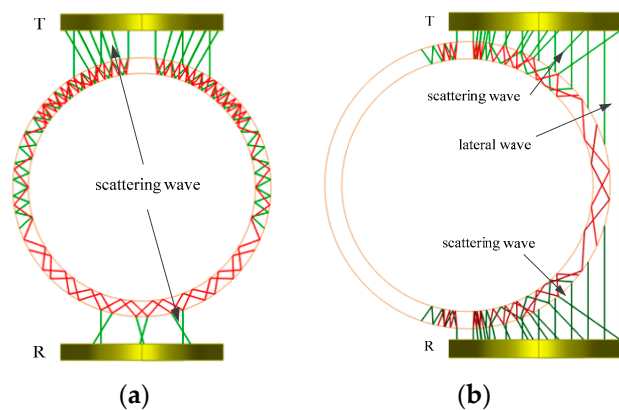 T
scattering wave
R
(a)
T
scattering wave
lateral wave
scattering wave
R
(b)